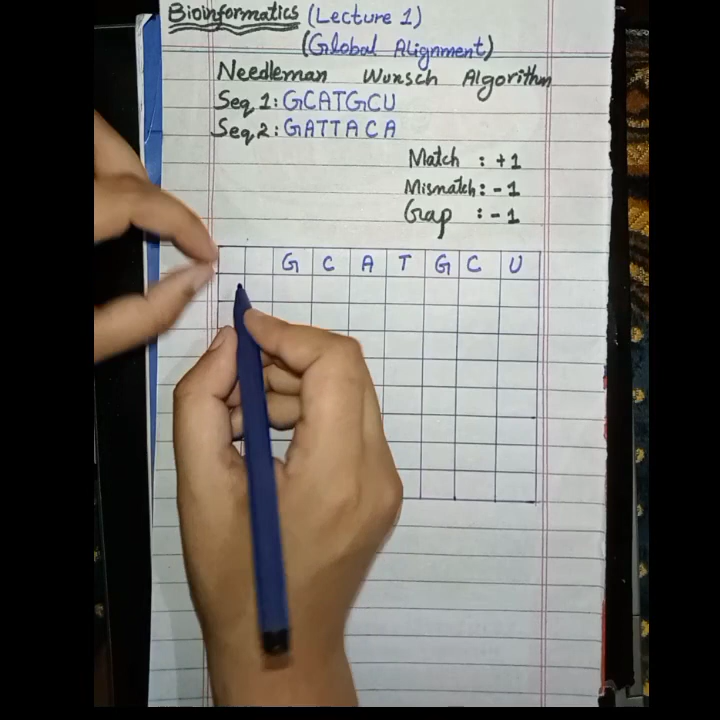 Bioinformatics (Lecture 1)
(Global Alignment)
Needleman Wunsch Algorithm
Seq 1: GCATGCU
Seq 2: GATTACA
Match : +1
Mismatch: -1
Gap : -1
G C A T G C U